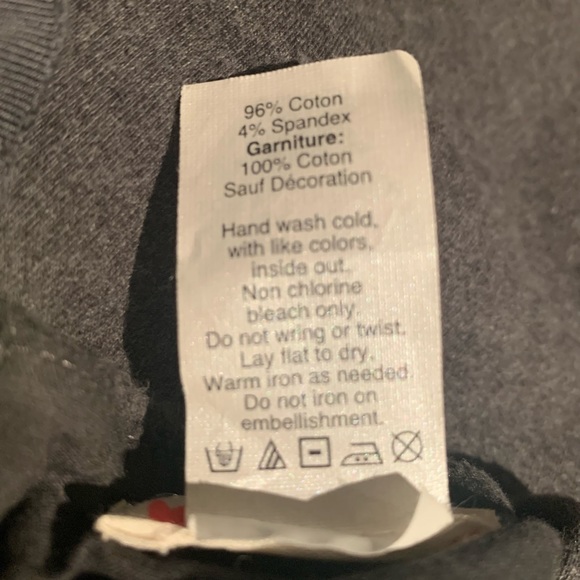 96% Coton
4% Spandex
Garniture:
100% Coton
Sauf Décoration
Hand wash cold,
with like colors,
inside out.
Non chlorine
bleach only.
Do not wring or twist.
Lay flat to dry.
Warm iron as needed.
Do not iron on
embellishment.